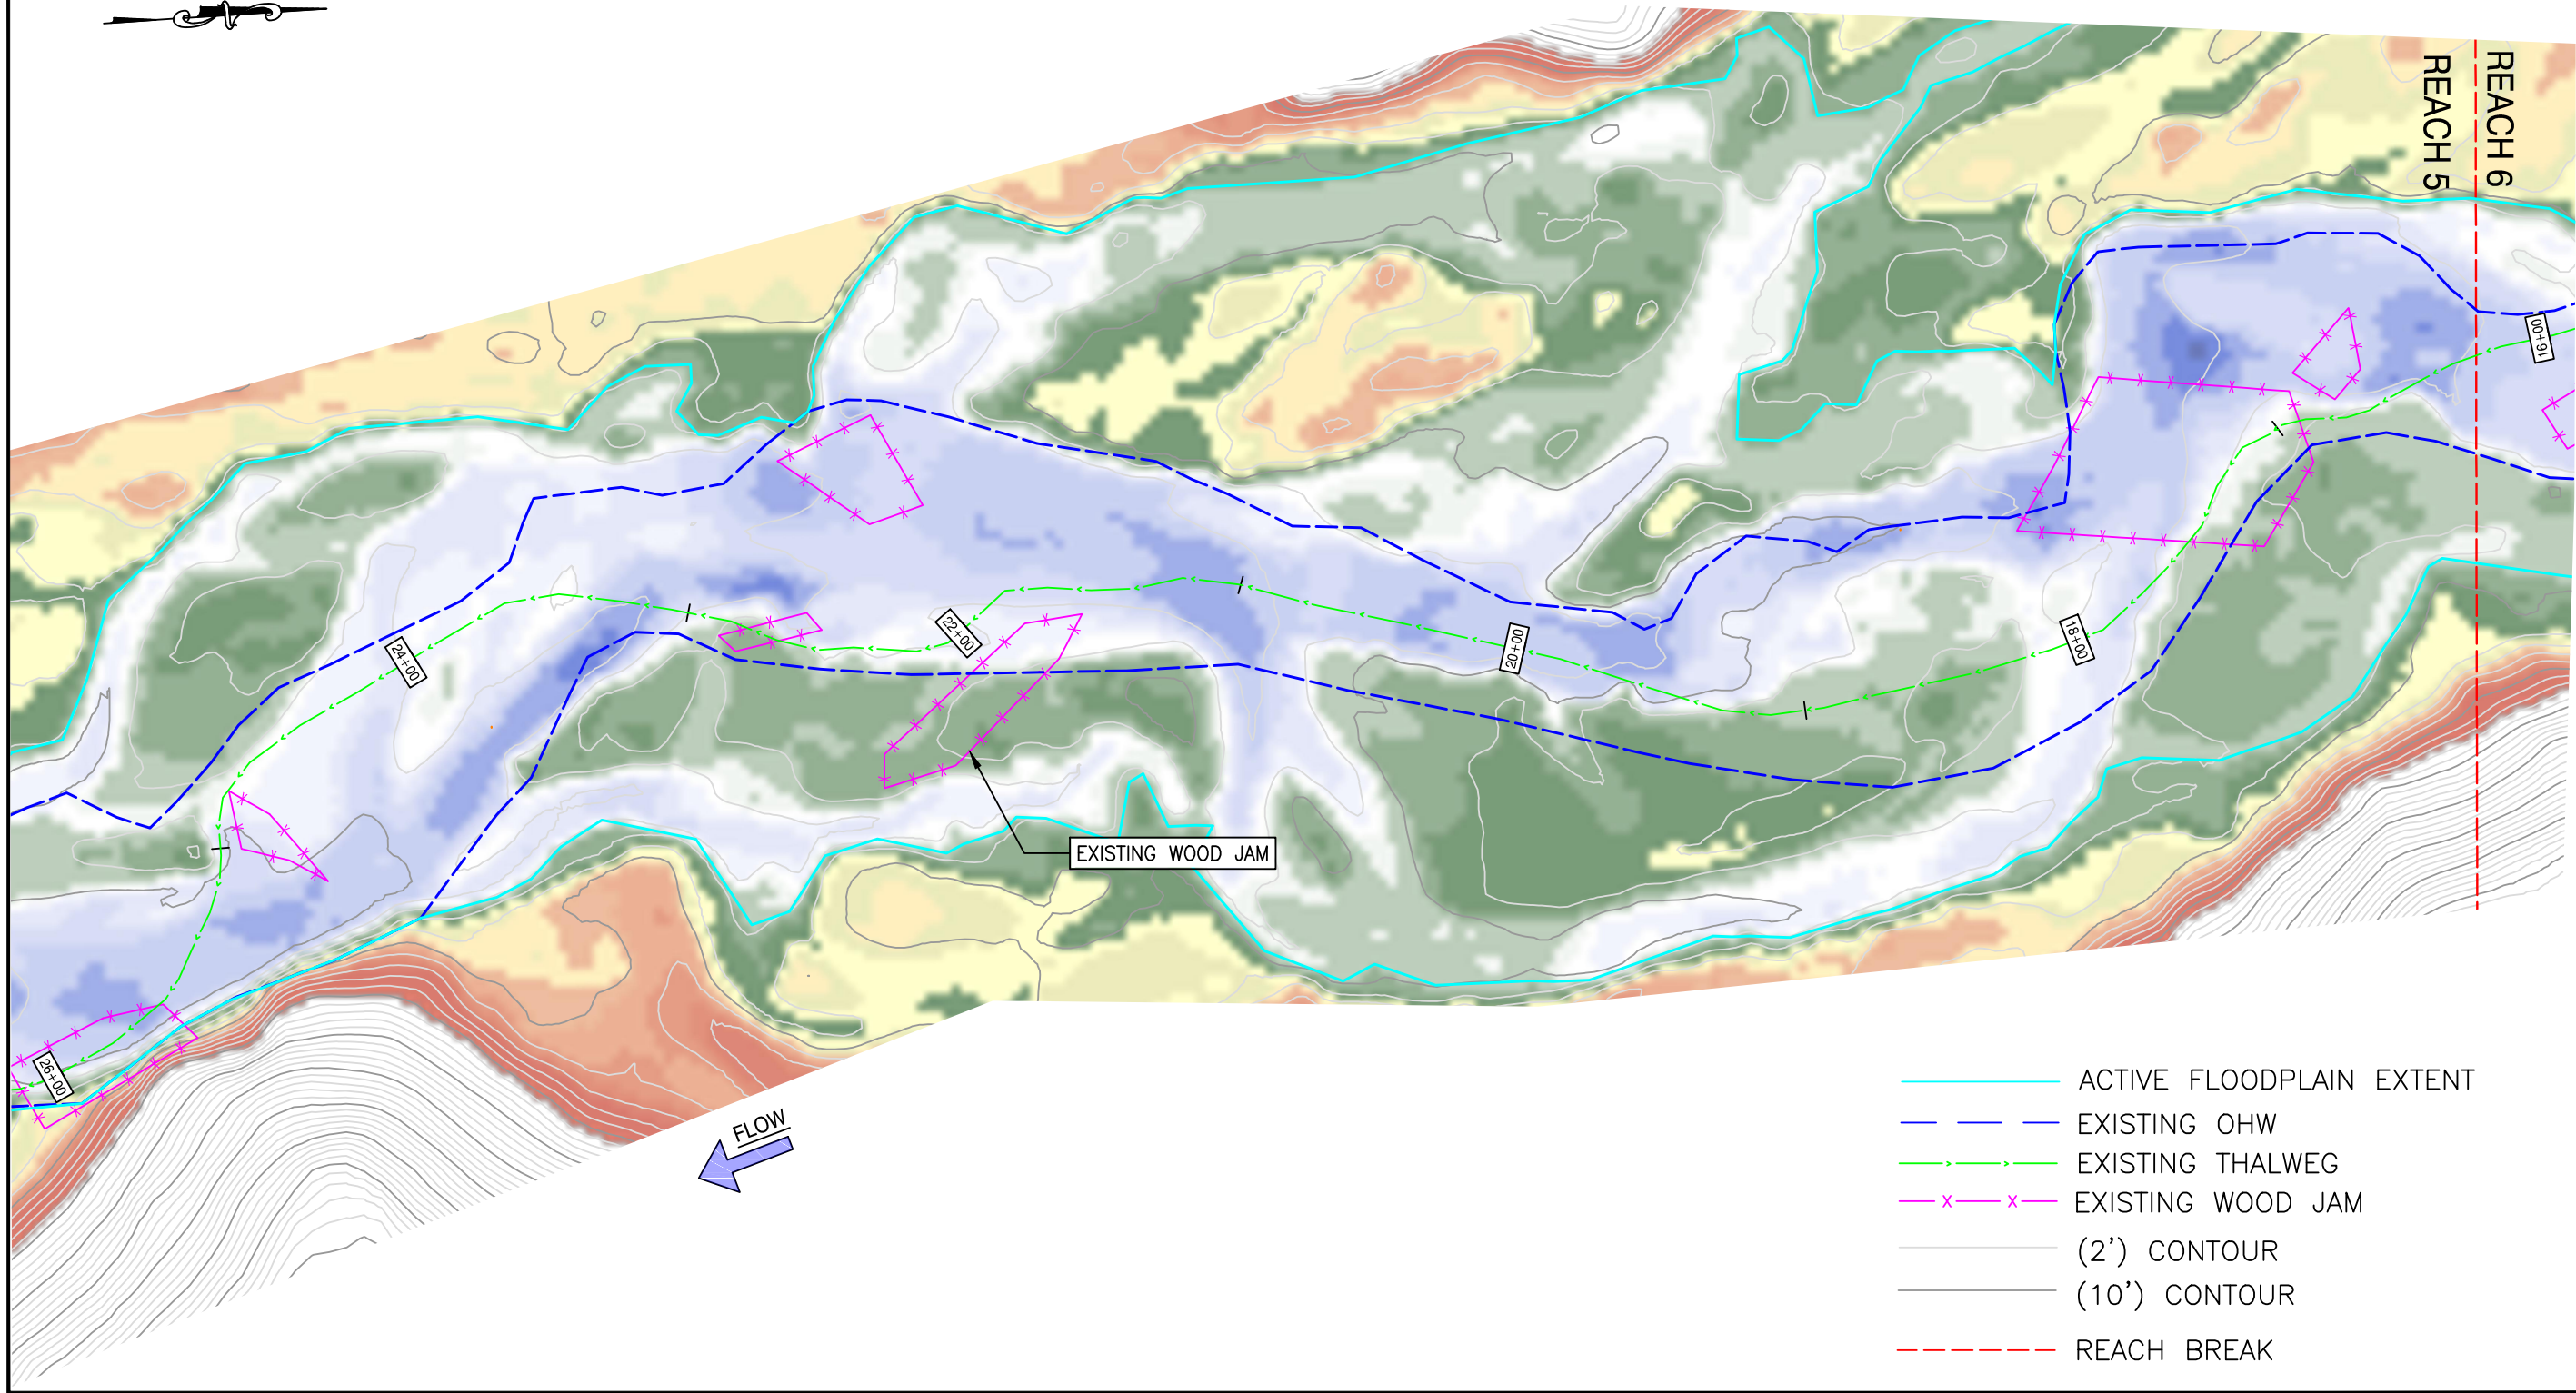 REACH 5
REACH 6
16+00
18+00
20+00
22+00
24+00
26+00
EXISTING WOOD JAM
FLOW
ACTIVE FLOODPLAIN EXTENT
EXISTING OHW
EXISTING THALWEG
EXISTING WOOD JAM
(2') CONTOUR
(10') CONTOUR
REACH BREAK